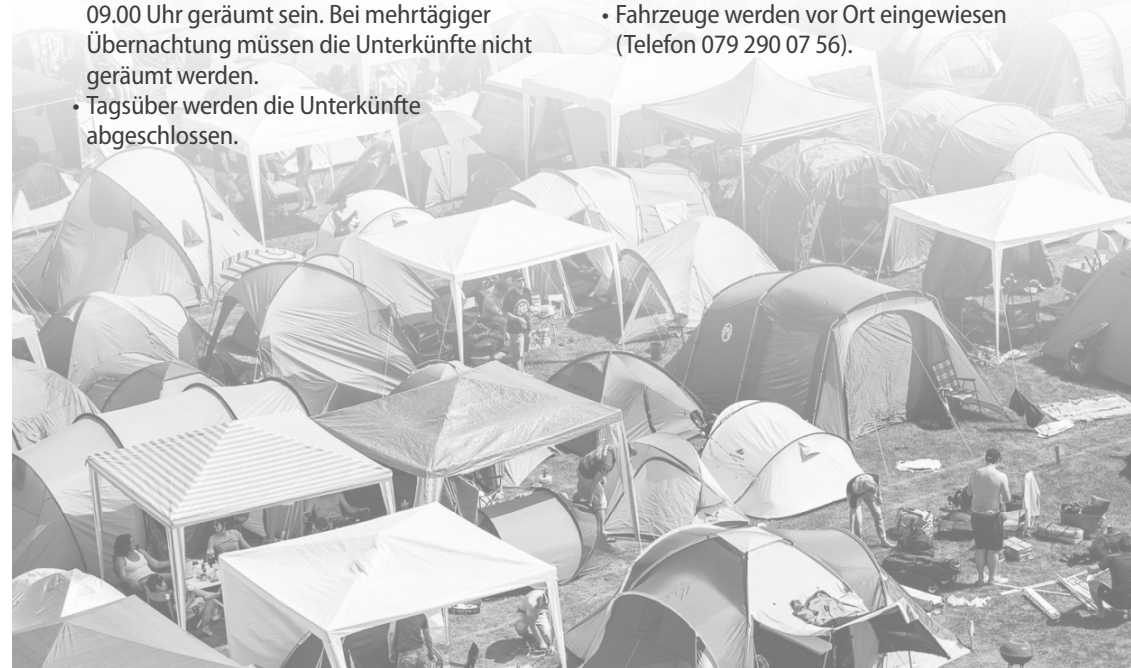 09.00 Uhr geräumt sein. Bei mehrtägiger
Übernachtung müssen die Unterkünfte nicht
geräumt werden.
• Tagsüber werden die Unterkünfte
abgeschlossen.
• Fahrzeuge werden vor Ort eingewiesen
(Telefon 079 290 07 56).